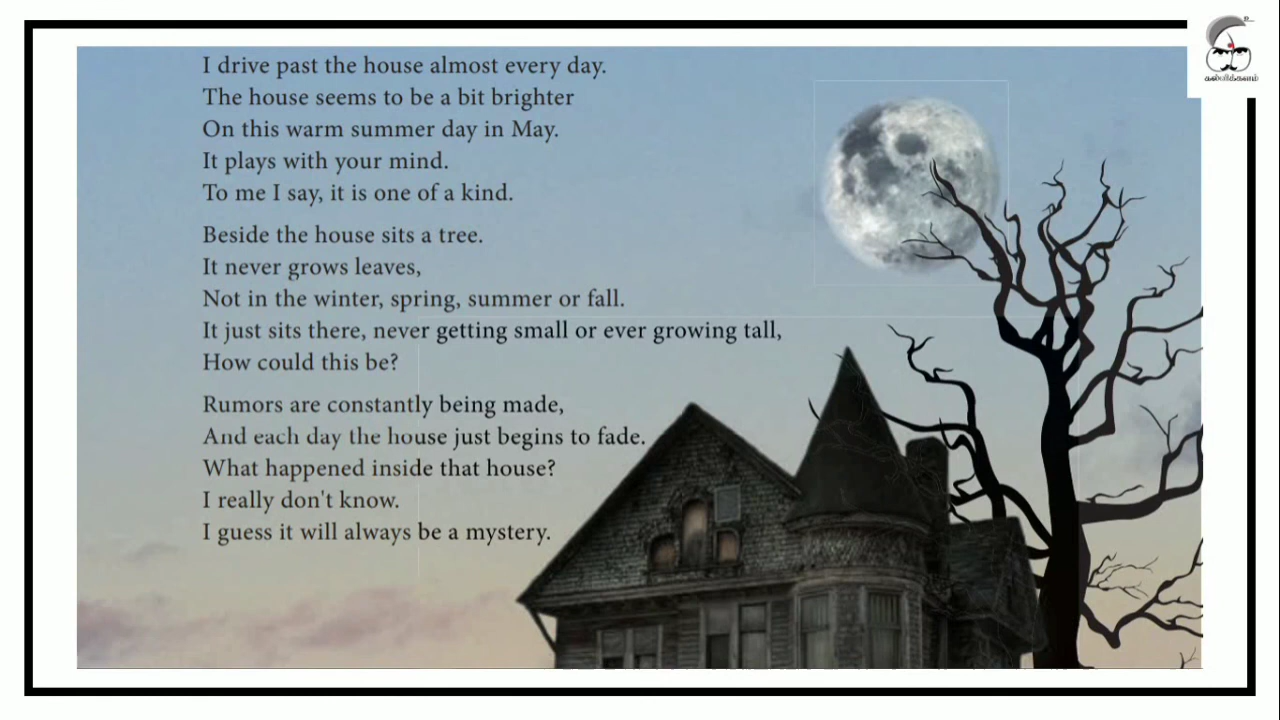 I drive past the house almost every day.
The house seems to be a bit brighter
On this warm summer day in May.
It plays with your mind.
To me I say, it is one of a kind.
Beside the house sits a tree.
It never grows leaves,
Not in the winter, spring, summer or fall.
It just sits there, never getting small or ever growing tall,
How could this be?
Rumors are constantly being made,
And each day the house just begins to fade.
What happened inside that house?
I really don't know.
I guess it will always be a mystery.
கல்விக்களம்